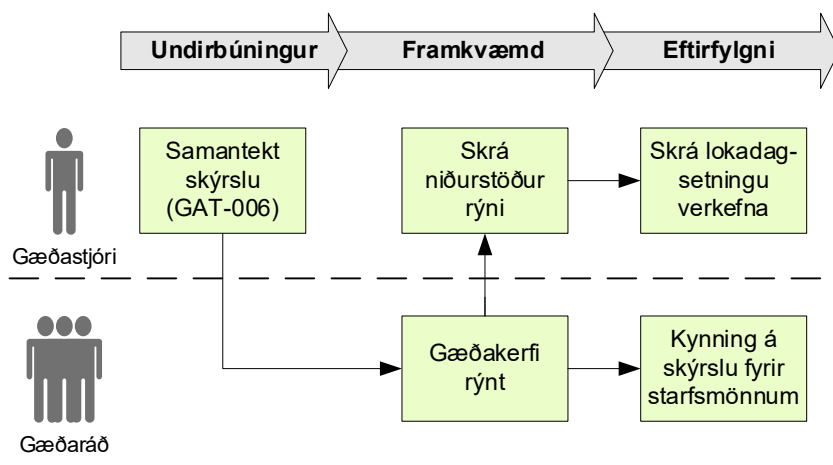 Undirbúningur
Framkvæmd
Eftirfylgni
Samantekt
skýrslu
(GAT-006)
Skrá
niðurstöður
rýni
Skrá lokadag-
setningu
verkefna
Gæðastjóri
Gæðakerfi
rýnt
Kynning á
skýrslu fyrir
starfsmönnum
Gæðaráð